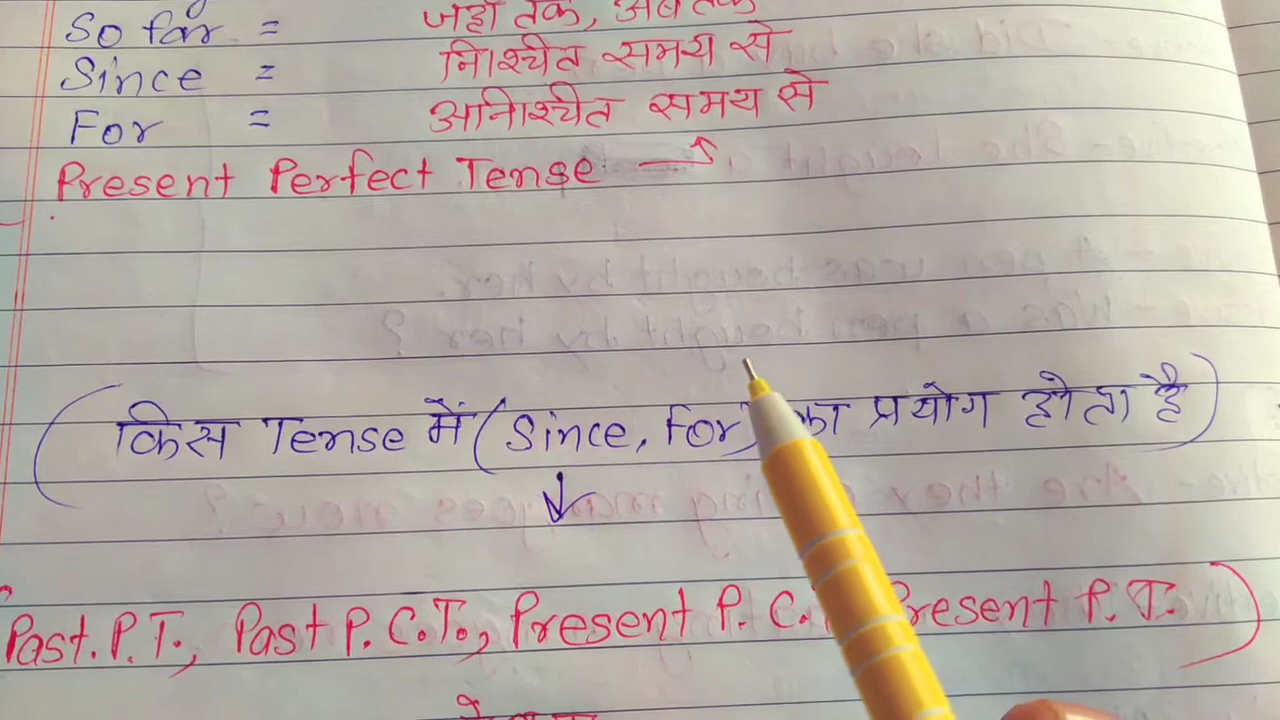 So far = जहाँ तक, अब तक
Since = निश्चीत समय से
For = अनिश्चीत समय से
Present Perfect Tense →
(किस Tense में (Since, For) का प्रयोग होता है)
↓
Past. P.T., Past P.C.T., Present P. C. Present P.T.)